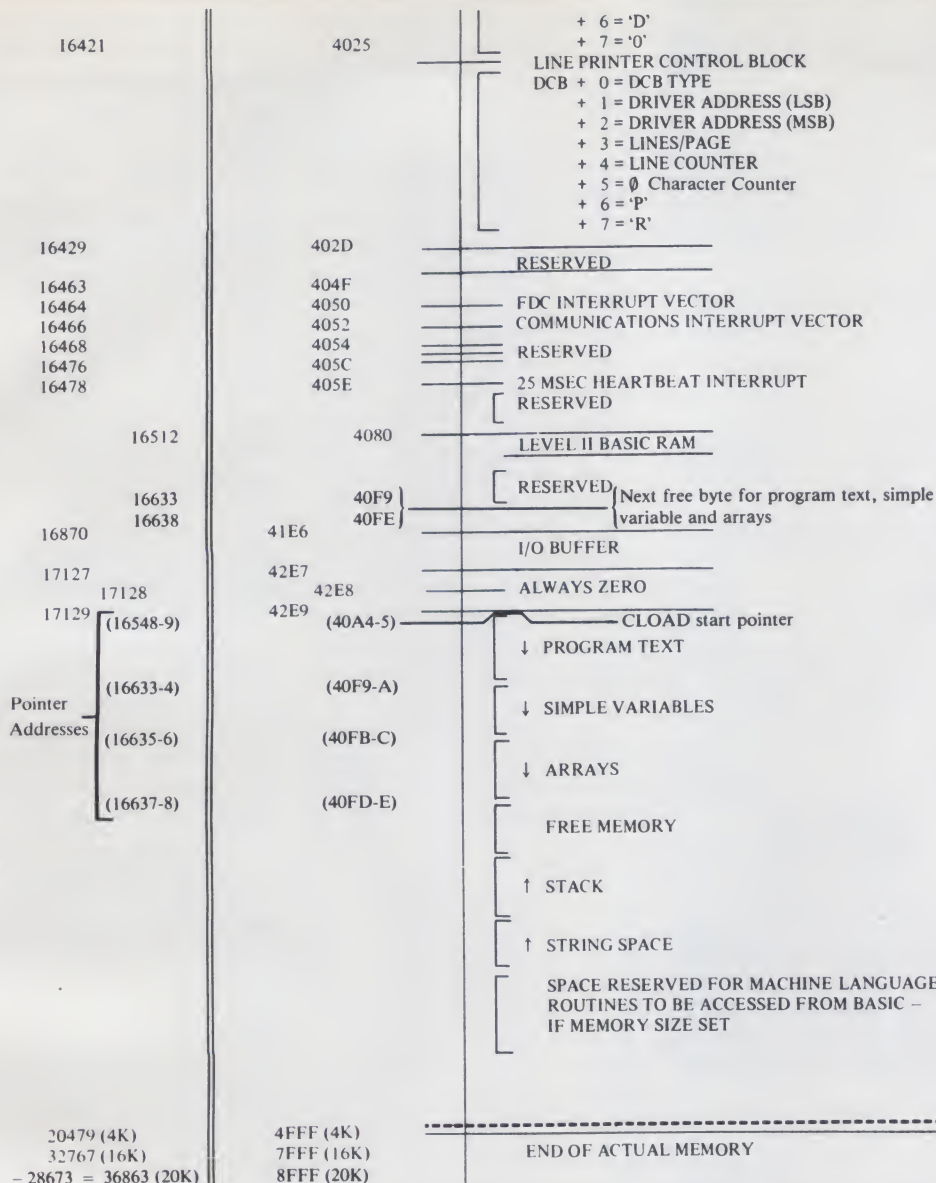 + 6 = 'D'
16421 4025 + 7 = '0'
LINE PRINTER CONTROL BLOCK
DCB + 0 = DCB TYPE
+ 1 = DRIVER ADDRESS (LSB)
+ 2 = DRIVER ADDRESS (MSB)
+ 3 = LINES/PAGE
+ 4 = LINE COUNTER
+ 5 = Ø Character Counter
+ 6 = 'P'
+ 7 = 'R'
16429 402D
RESERVED
16463 404F
16464 4050 FDC INTERRUPT VECTOR
16466 4052 COMMUNICATIONS INTERRUPT VECTOR
16468 4054 RESERVED
16476 405C
16478 405E 25 MSEC HEARTBEAT INTERRUPT
RESERVED
16512 4080 LEVEL II BASIC RAM
RESERVED
16633 40F9 Next free byte for program text, simple
16638 40FE variable and arrays
16870 41E6
I/O BUFFER
17127 42E7
17128 42E8 ALWAYS ZERO
17129 42E9
(16548-9) (40A4-5) CLOAD start pointer
↓ PROGRAM TEXT
(16633-4) (40F9-A)
Pointer
Addresses
↓ SIMPLE VARIABLES
(16635-6) (40FB-C)
↓ ARRAYS
(16637-8) (40FD-E)
FREE MEMORY
↑ STACK
↑ STRING SPACE
SPACE RESERVED FOR MACHINE LANGUAGE
ROUTINES TO BE ACCESSED FROM BASIC –
IF MEMORY SIZE SET
20479 (4K) 4FFF (4K)
32767 (16K) 7FFF (16K) END OF ACTUAL MEMORY
– 28673 = 36863 (20K) 8FFF (20K)